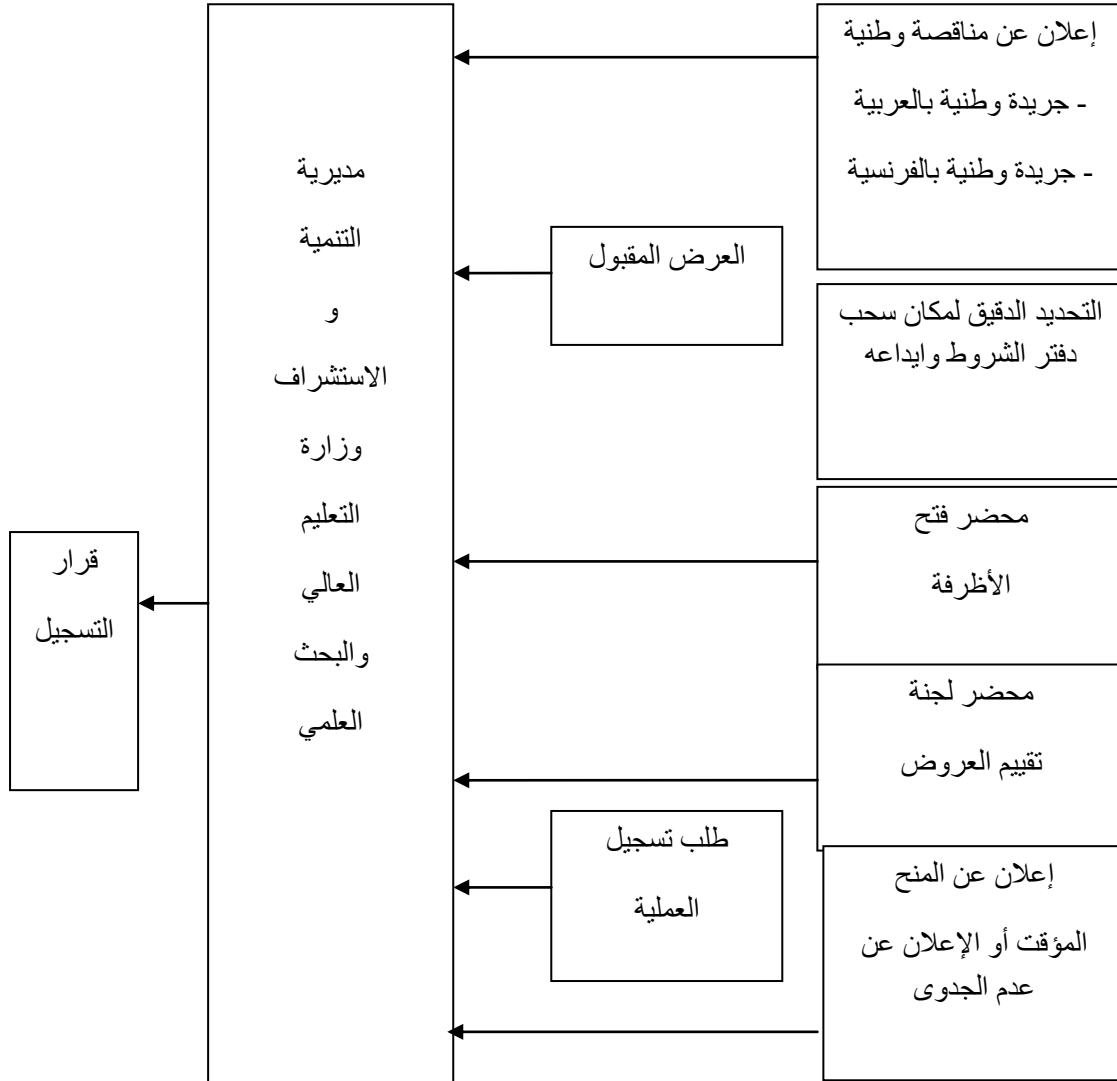 إعلان عن مناقصة وطنية
- جريدة وطنية بالعربية
- جريدة وطنية بالفرنسية
التحديد الدقيق لمكان سحب
دفتر الشروط وايداعه
محضر فتح
الأظرفة
محضر لجنة
تقييم العروض
إعلان عن المنح
المؤقت أو الإعلان عن
عدم الجدوى
العرض المقبول
طلب تسجيل
العملية
مديرية
التنمية
و
الاستشراف
وزارة
التعليم
العالي
والبحث
العلمي
قرار
التسجيل